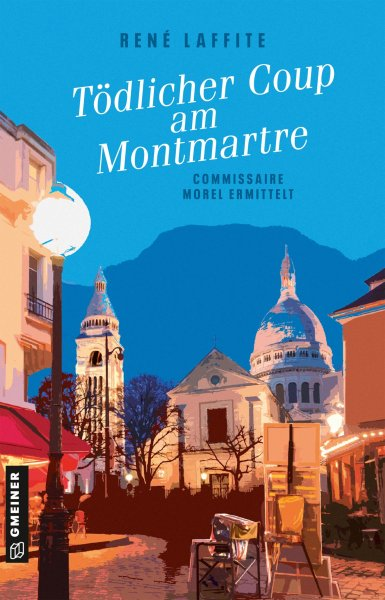 RENÉ LAFFITE
Tödlicher Coup
am
Montmartre
COMMISSAIRE
MOREL ERMITTELT
GMEINER